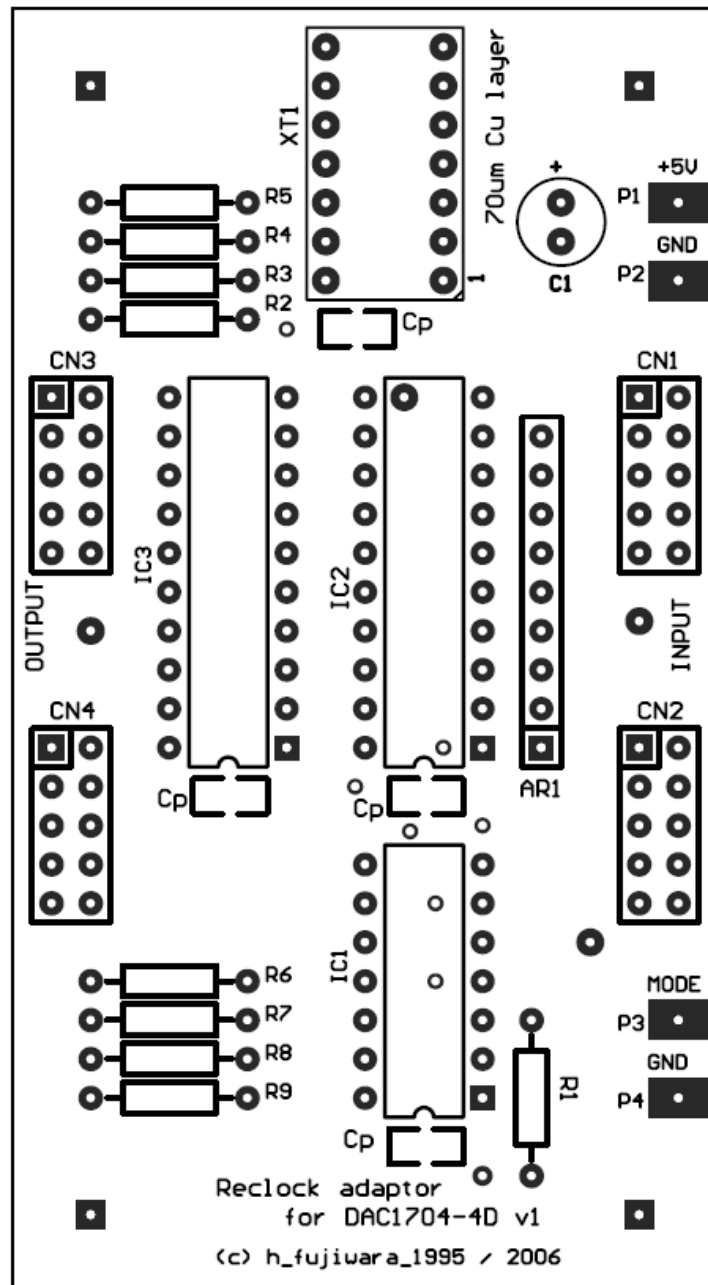 XT1
70um Cu layer
1
+
C1
+5V
P1
GND
P2
R5
R4
R3
R2
Cp
CN3
CN1
IC3
IC2
OUTPUT
INPUT
CN4
CN2
AR1
Cp
Cp
IC1
R6
R7
R8
R9
MODE
P3
GND
P4
R1
Cp
Reclock adaptor
for DAC1704-4D v1
(c) h_fujiwara_1995 / 2006